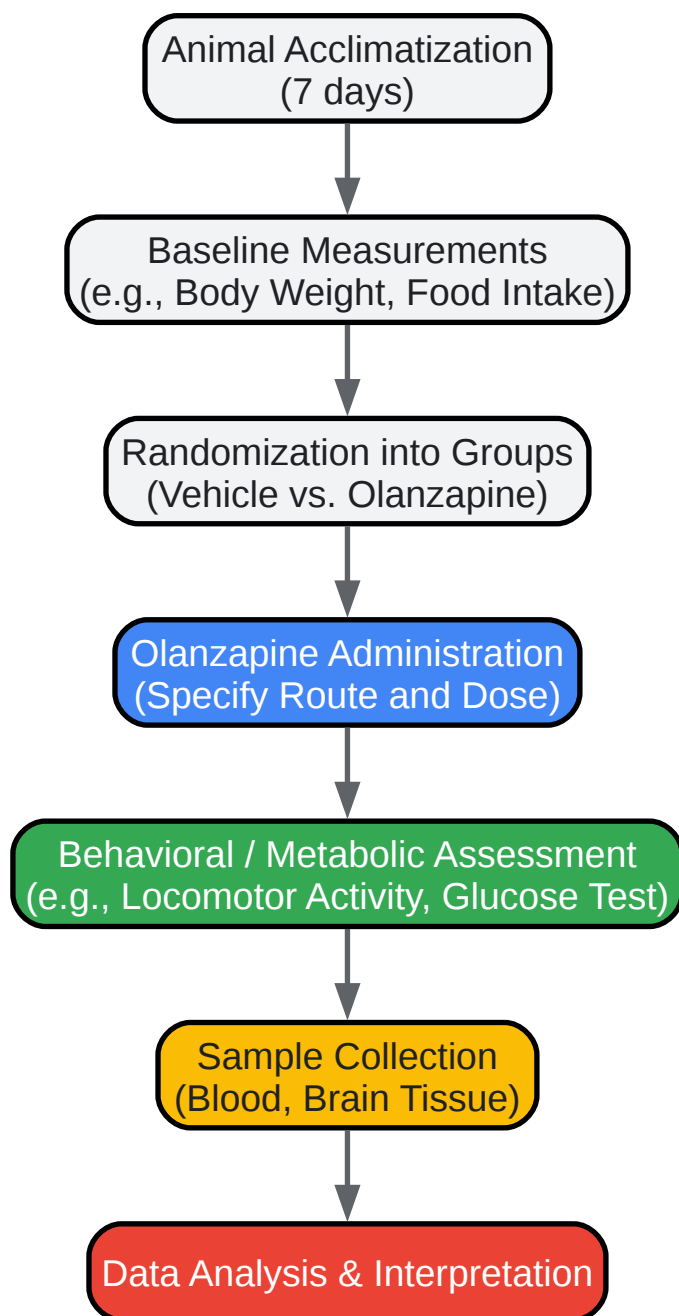 Animal Acclimatization
(7 days)
Baseline Measurements
(e.g., Body Weight, Food Intake)
Randomization into Groups
(Vehicle vs. Olanzapine)
Olanzapine Administration
(Specify Route and Dose)
Behavioral / Metabolic Assessment
(e.g., Locomotor Activity, Glucose Test)
Sample Collection
(Blood, Brain Tissue)
Data Analysis & Interpretation